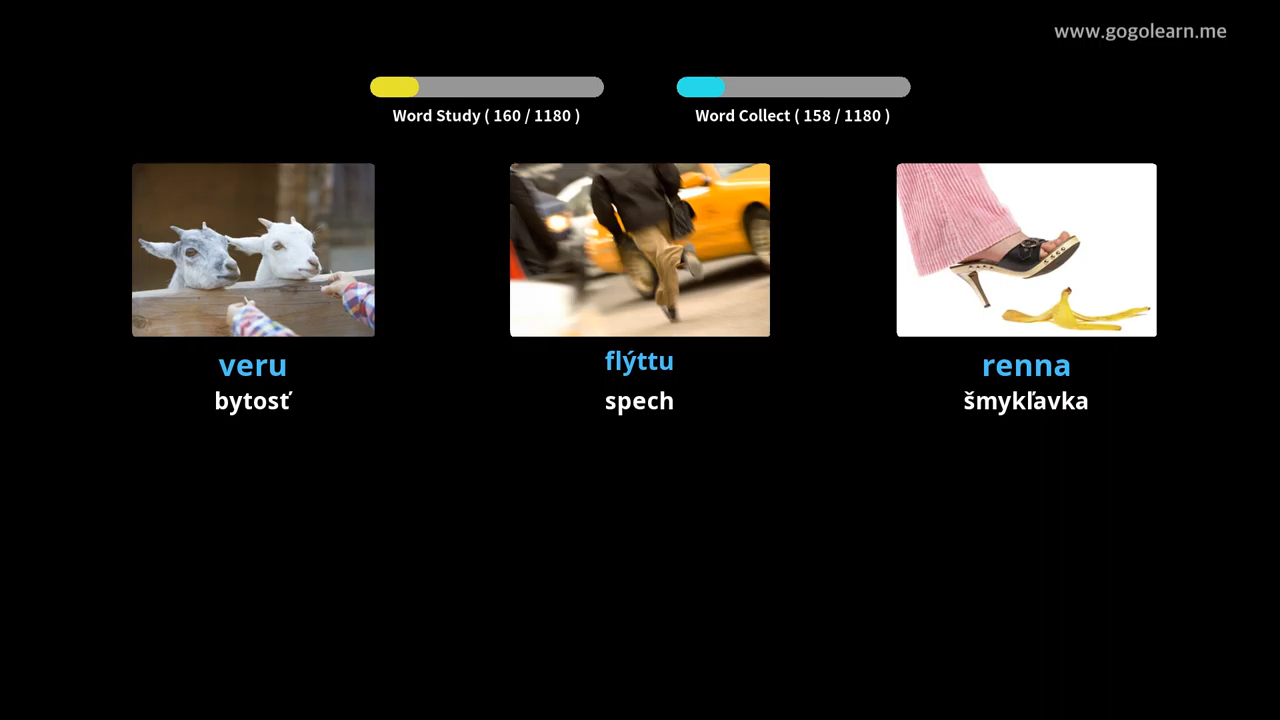 www.gogolearn.me
Word Study ( 160 / 1180 )
Word Collect ( 158 / 1180 )
veru
bytosť
flýttu
spech
renna
šmykľavka